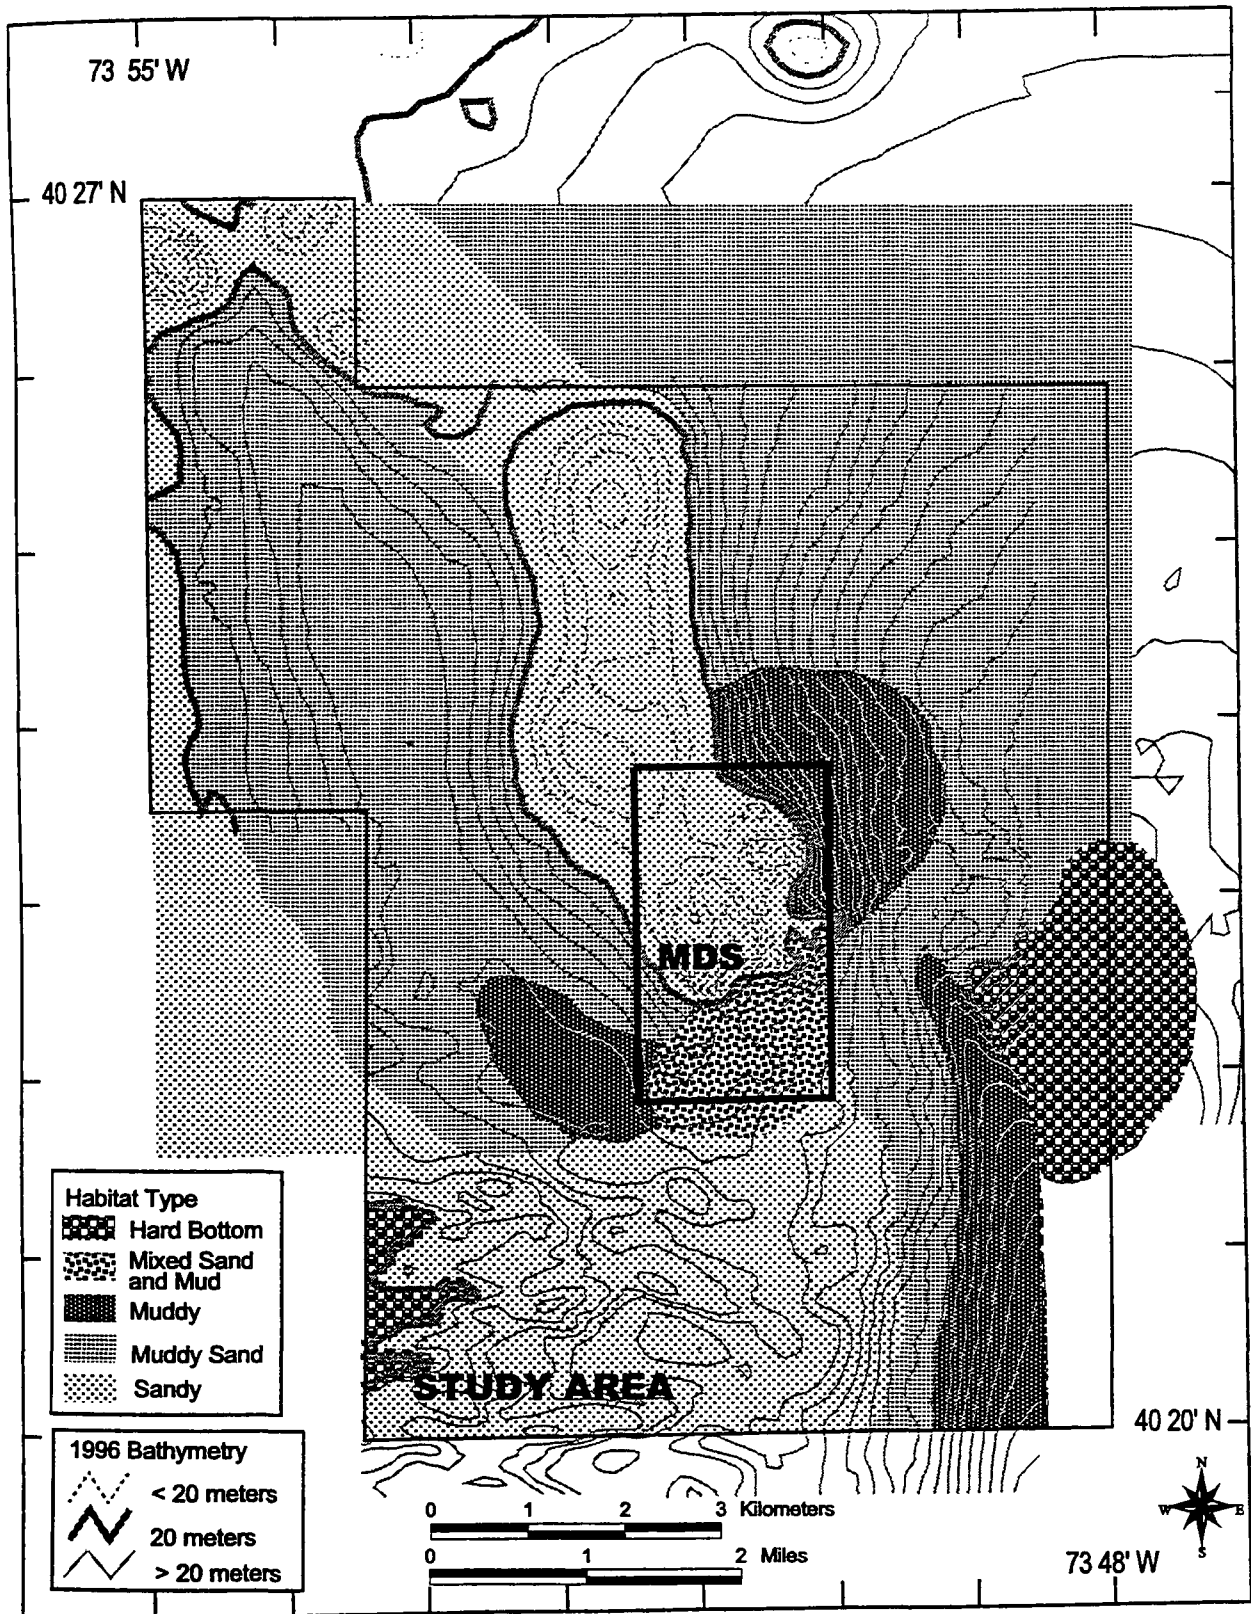 73 55' W
40 27' N
MDS
Habitat Type
Hard Bottom
Mixed Sand
and Mud
Muddy
Muddy Sand
Sandy
STUDY AREA
40 20' N
1996 Bathymetry
< 20 meters
20 meters
> 20 meters
0 1 2 3 Kilometers
0 1 2 Miles
N
W E
S
73 48' W